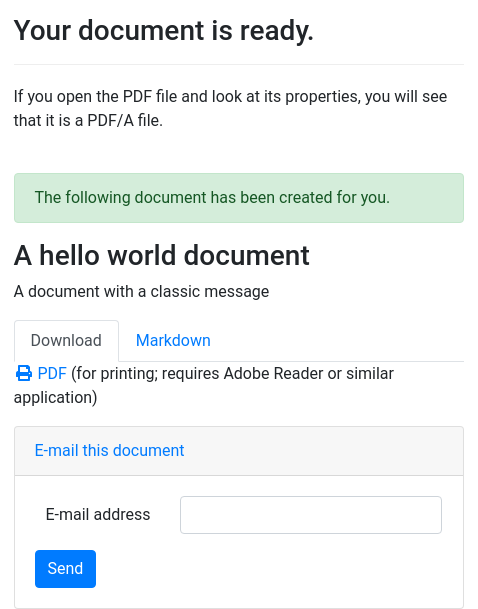 Your document is ready.
If you open the PDF file and look at its properties, you will see
that it is a PDF/A file.
The following document has been created for you.
A hello world document
A document with a classic message
Download Markdown
PDF (for printing; requires Adobe Reader or similar
application)
E-mail this document
E-mail address
Send